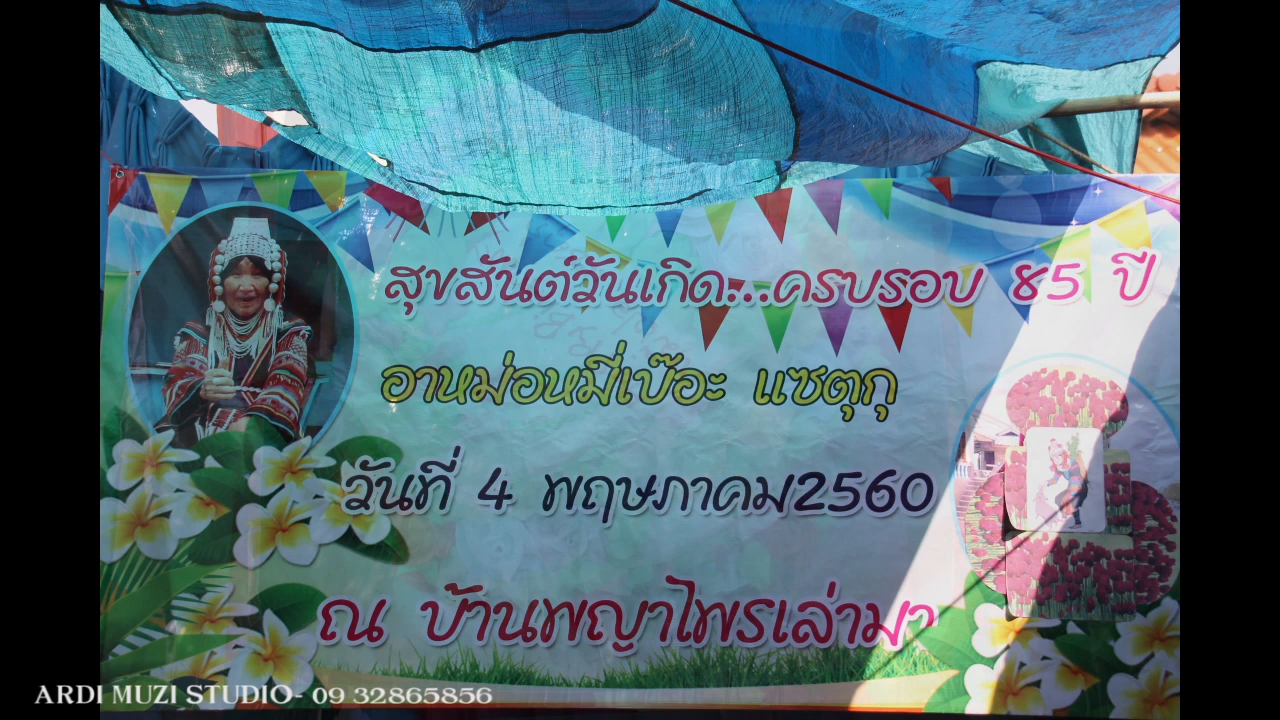 สุขสันต์วันเกิด...ครบรอบ 85 ปี
อาหม่อหมี่เบ๊อะ แซตุกุ
วันที่ 4 พฤษภาคม2560
ณ บ้านพญาไพรเล่ามา
ARDI MUZI STUDIO- 09 32865856